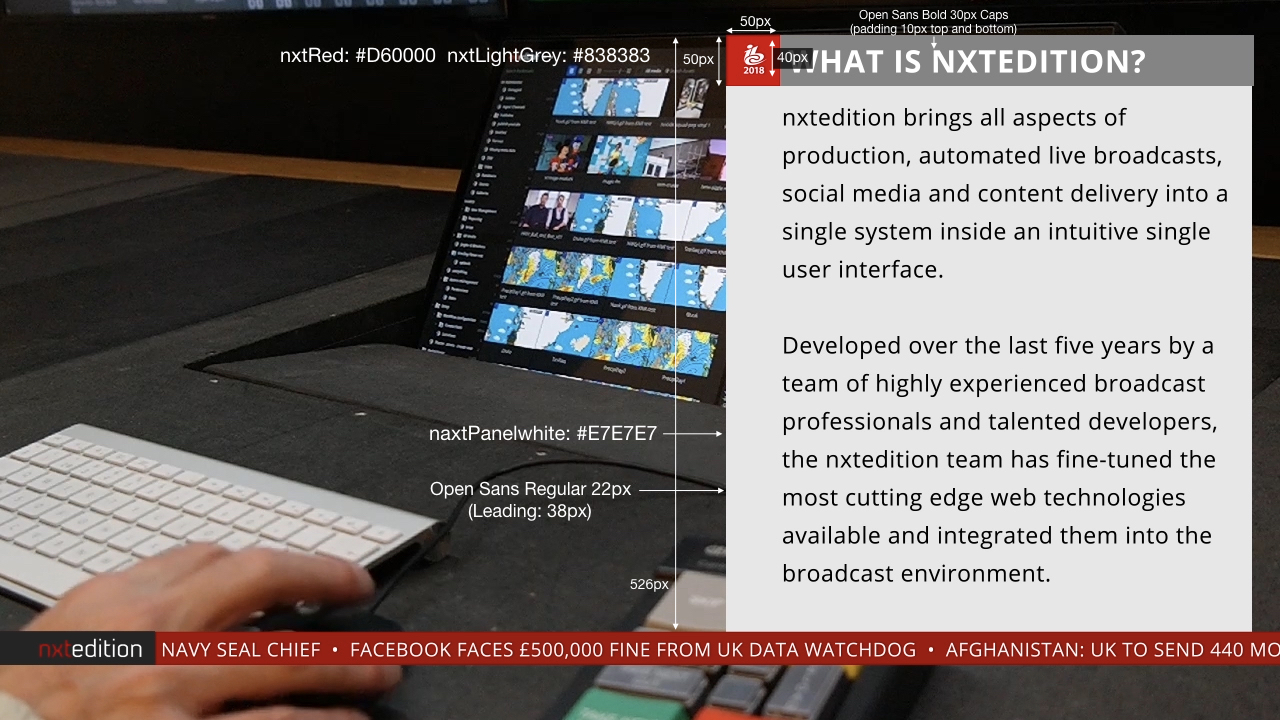 Open Sans Bold 30px Caps
(padding 10px top and bottom)
50px
nxtRed: #D60000 nxtLightGrey: #838383
50px
2018
40px
WHAT IS NXTEDITION?
nxtedition brings all aspects of
production, automated live broadcasts,
social media and content delivery into a
single system inside an intuitive single
user interface.
Developed over the last five years by a
team of highly experienced broadcast
professionals and talented developers,
the nxtedition team has fine-tuned the
most cutting edge web technologies
available and integrated them into the
broadcast environment.
naxtPanelwhite: #E7E7E7
Open Sans Regular 22px
(Leading: 38px)
526px
nxtedition NAVY SEAL CHIEF • FACEBOOK FACES £500,000 FINE FROM UK DATA WATCHDOG • AFGHANISTAN: UK TO SEND 440 MO